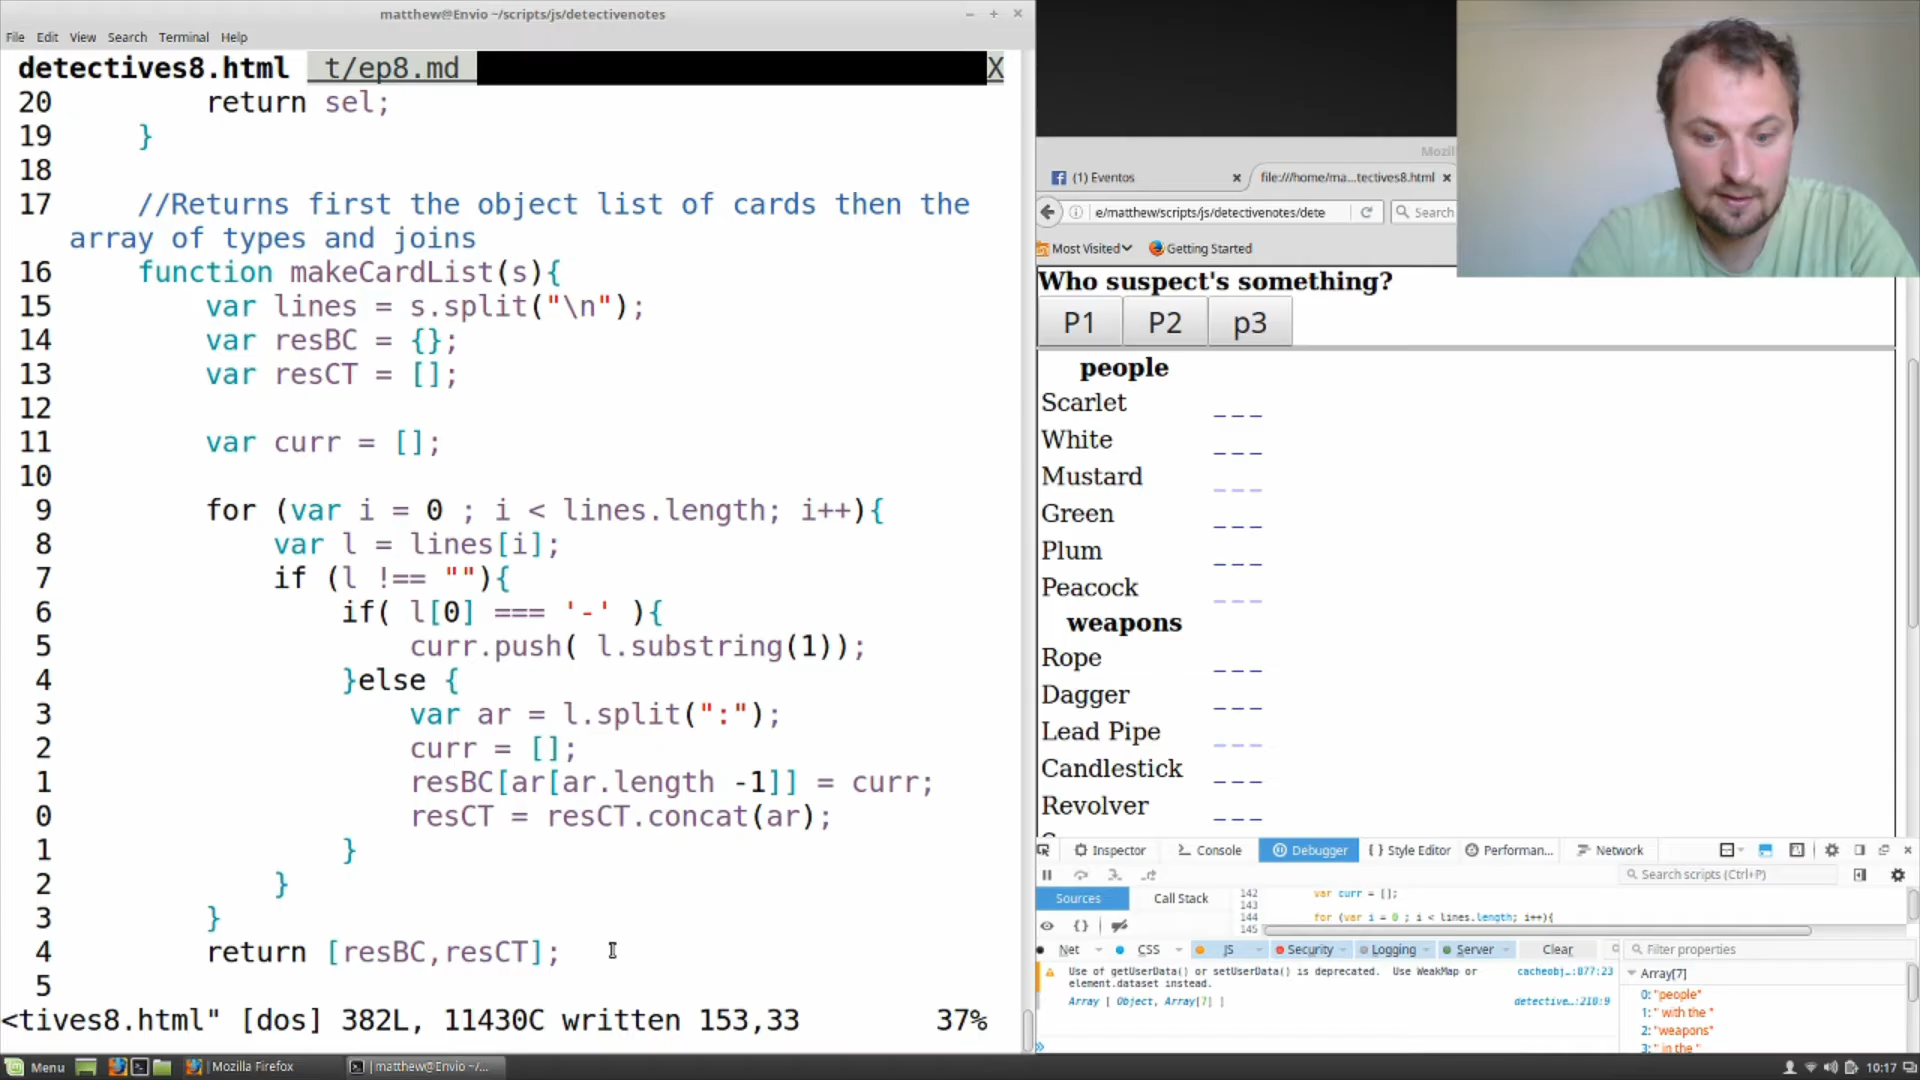 matthew@Envio ~/scripts/js/detectivenotes
File Edit View Search Terminal Help
detectives8.html t/ep8.md X
20 return sel;
19 }
18
17 //Returns first the object list of cards then the
array of types and joins
16 function makeCardList(s){
15 var lines = s.split("\n");
14 var resBC = {};
13 var resCT = [];
12
11 var curr = [];
10
9 for (var i = 0 ; i < lines.length; i++){
8 var l = lines[i];
7 if (l !== ""){
6 if( l[0] === '-' ){
5 curr.push( l.substring(1));
4 }else {
3 var ar = l.split(":");
2 curr = [];
1 resBC[ar[ar.length -1]] = curr;
0 resCT = resCT.concat(ar);
1 }
2 }
3 }
4 return [resBC,resCT];
5
<tives8.html" [dos] 382L, 11430C written 153,33 37%
Mozil
(1) Eventos
file:///home/ma...tectives8.html
e/matthew/scripts/js/detectivenotes/dete
Search
Most Visited Getting Started
Who suspect's something?
P1 P2 p3
people
Scarlet _ _ _
White _ _ _
Mustard _ _ _
Green _ _ _
Plum _ _ _
Peacock _ _ _
weapons
Rope _ _ _
Dagger _ _ _
Lead Pipe _ _ _
Candlestick _ _ _
Revolver _ _ _
Inspector Console Debugger { } Style Editor Performan... Network
Search scripts (Ctrl+P)
Sources Call Stack
142 var curr = [];
143
144 for (var i = 0 ; i < lines.length; i++){
145
Net CSS JS Security Logging Server Clear
Filter properties
Use of getUserData() or setUserData() is deprecated. Use WeakMap or
element.dataset instead.
cacheobj…:877:23
Array [ Object, Array[7] ]
detective…:210:9
Array[7]
0: "people"
1: " with the "
2: "weapons"
3: " in the "
Menu Mozilla Firefox matthew@Envio ~/... 10:17